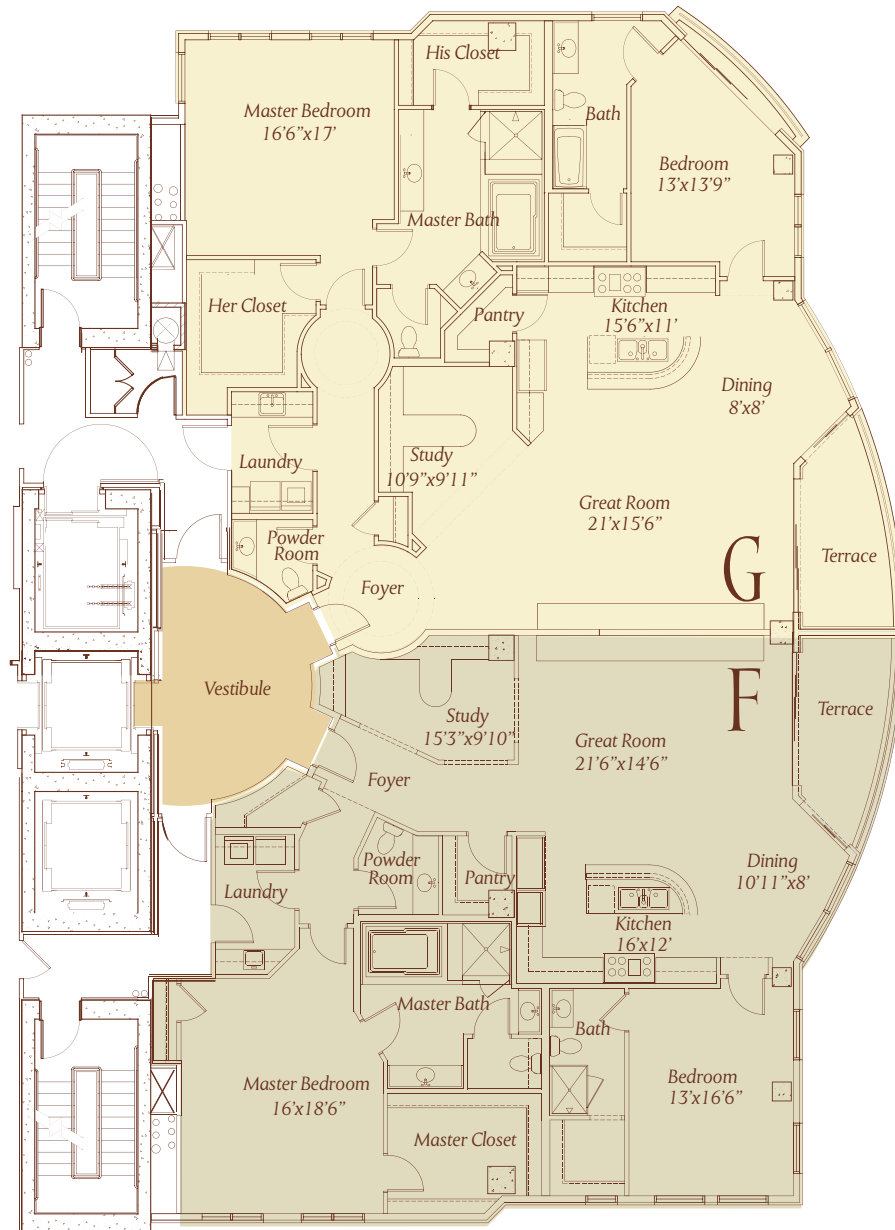 His Closet
Master Bedroom
16'6"x17'
Bath
Bedroom
13'x13'9"
Master Bath
Her Closet
Pantry
Kitchen
15'6"x11'
Dining
8'x8'
Study
10'9"x9'11"
Laundry
Great Room
21'x15'6"
Powder
Room
Foyer
G
Terrace
Vestibule
F
Study
15'3"x9'10"
Terrace
Great Room
21'6"x14'6"
Foyer
Powder
Room
Dining
10'11"x8'
Laundry
Pantry
Kitchen
16'x12'
Master Bath
Bath
Master Bedroom
16'x18'6"
Bedroom
13'x16'6"
Master Closet